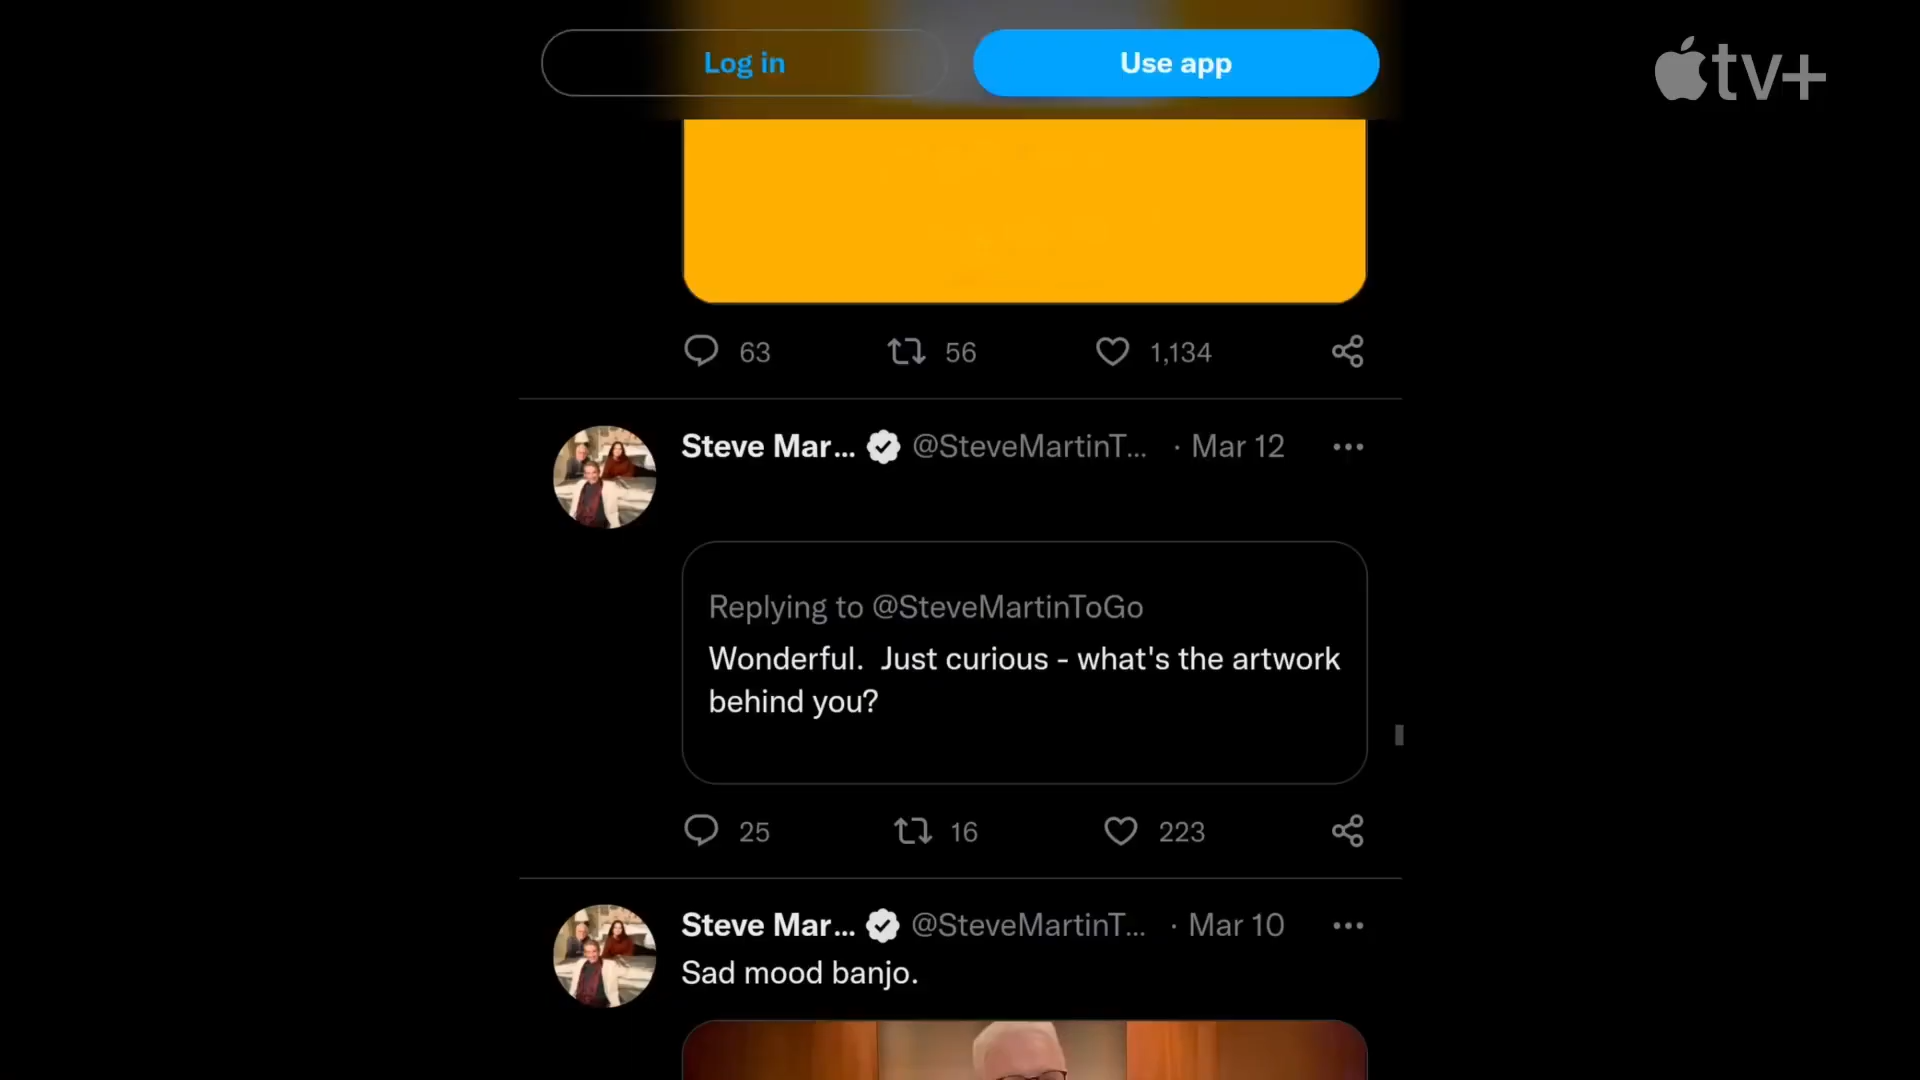 Log in
Use app
tv+
63
56
1,134
Steve Mar... @SteveMartinT... · Mar 12
Replying to @SteveMartinToGo
Wonderful.  Just curious - what's the artwork
behind you?
25
16
223
Steve Mar... @SteveMartinT... · Mar 10
Sad mood banjo.